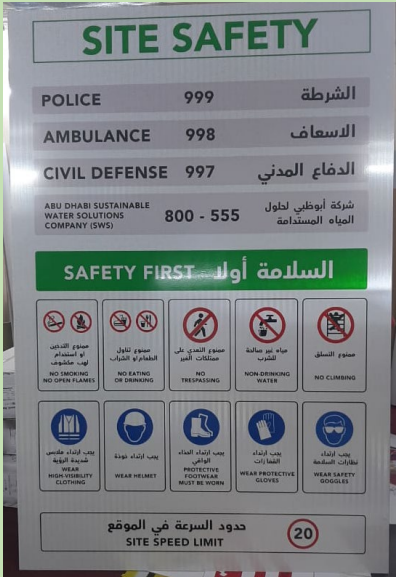 SITE SAFETY
POLICE 999 الشرطة
AMBULANCE 998 الاسعاف
CIVIL DEFENSE 997 الدفاع المدني
ABU DHABI SUSTAINABLE
WATER SOLUTIONS
COMPANY (SWS)
800 - 555
شركة أبوظبي لحلول
المياه المستدامة
SAFETY FIRST السلامة أولا
ممنوع التدخين
او استخدام
لهب مكشوف
NO SMOKING
NO OPEN FLAMES
ممنوع تناول
الطعام او الشراب
NO EATING
OR DRINKING
ممنوع التعدي على
ممتلكات الغير
NO
TRESPASSING
مياه غير صالحة
للشرب
NON-DRINKING
WATER
ممنوع التسلق
NO CLIMBING
يجب ارتداء ملابس
شديدة الرؤية
WEAR
HIGH-VISIBILITY
CLOTHING
يجب ارتداء خوذة
WEAR HELMET
يجب ارتداء الحذاء
الواقي
PROTECTIVE
FOOTWEAR
MUST BE WORN
يجب ارتداء
القفازات
WEAR PROTECTIVE
GLOVES
يجب ارتداء
نظارات السلامة
WEAR SAFETY
GOGGLES
حدود السرعة في الموقع
SITE SPEED LIMIT
20